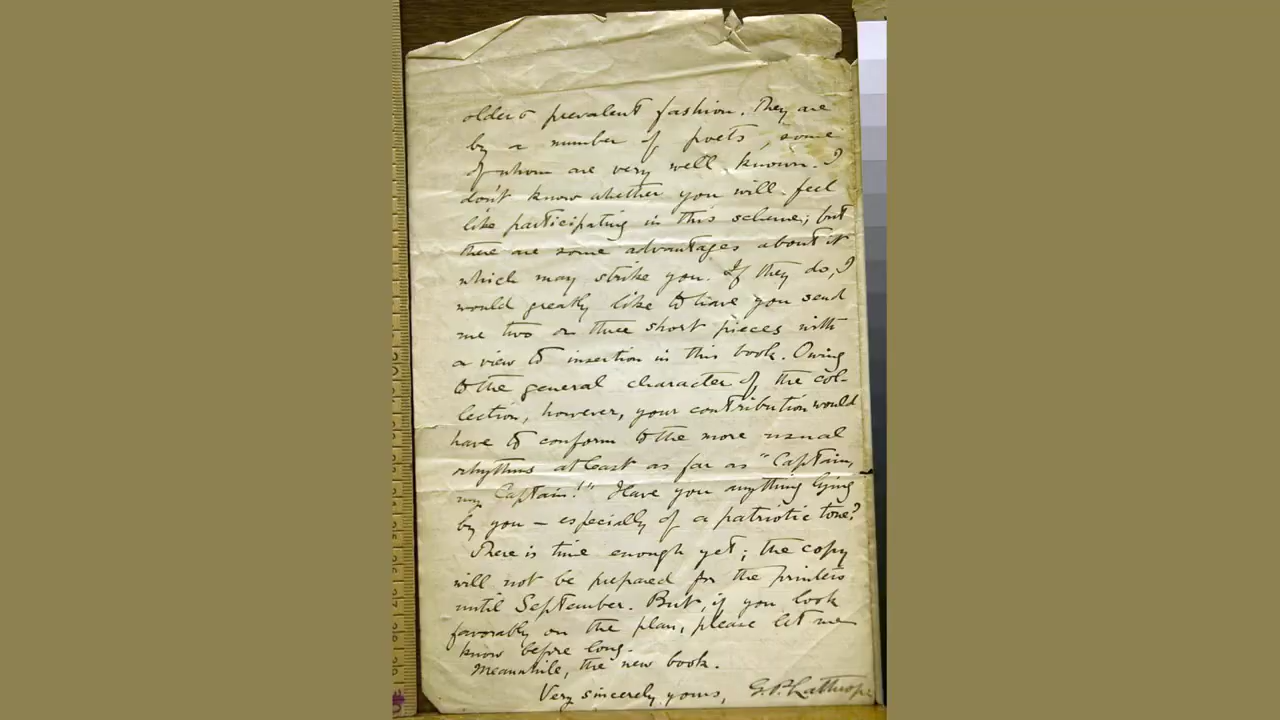 older & prevalent fashion. They are
by a number of poets, some
of whom are very well known. I
don't know whether you will feel
like participating in this scheme; but
there are some advantages about it
which may strike you. If they do, I
would greatly like to have you send
me two or three short pieces with
a view to insertion in this book. Owing
to the general character of the col-
lection, however, your contribution would
have to conform to the more usual
rhythms at least as far as "Captain,
my Captain!" Have you anything lying
by you — especially of a patriotic tone?
There is time enough yet; the copy
will not be prepared for the printers
until September. But, if you look
favorably on the plan, please let me
know before long.
Meanwhile, the new book.
Very sincerely yours, G.P. Lathrop